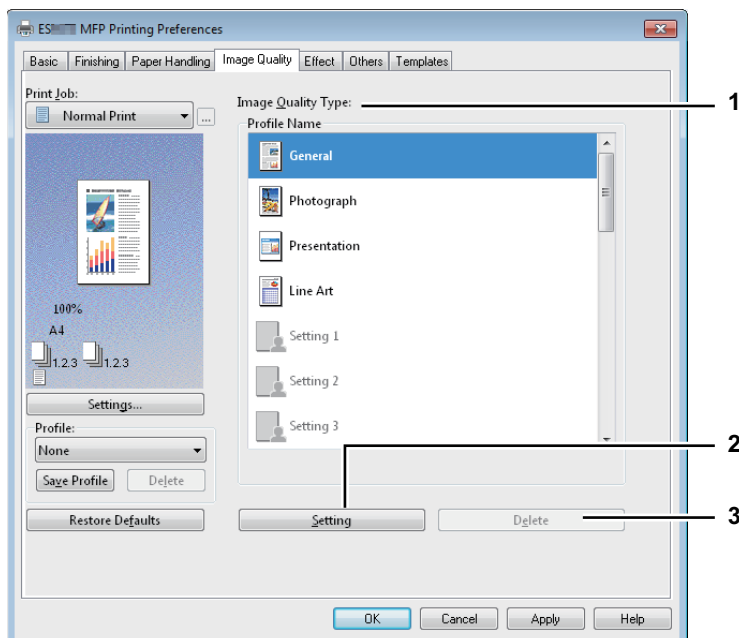 ES MFP Printing Preferences
Basic Finishing Paper Handling Image Quality Effect Others Templates
Print Job:
Normal Print
...
100%
A4
1.2.3 1.2.3
Settings...
Profile:
None
Save Profile Delete
Restore Defaults
Image Quality Type:
1
Profile Name
General
Photograph
Presentation
Line Art
Setting 1
Setting 2
Setting 3
2
Setting Delete
3
OK Cancel Apply Help